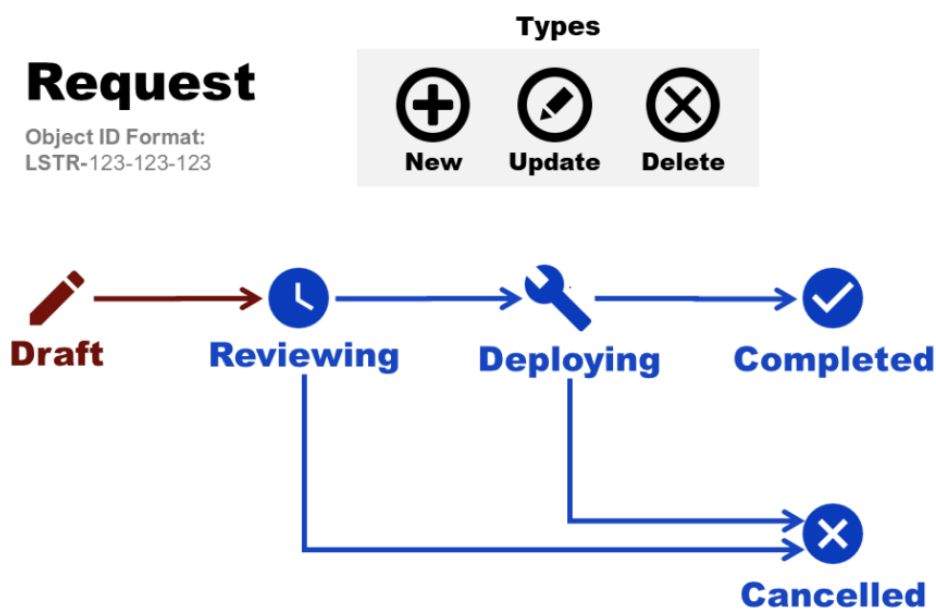 Types
Request
Object ID Format:
LSTR-123-123-123
New Update Delete
Draft Reviewing Deploying Completed
Cancelled